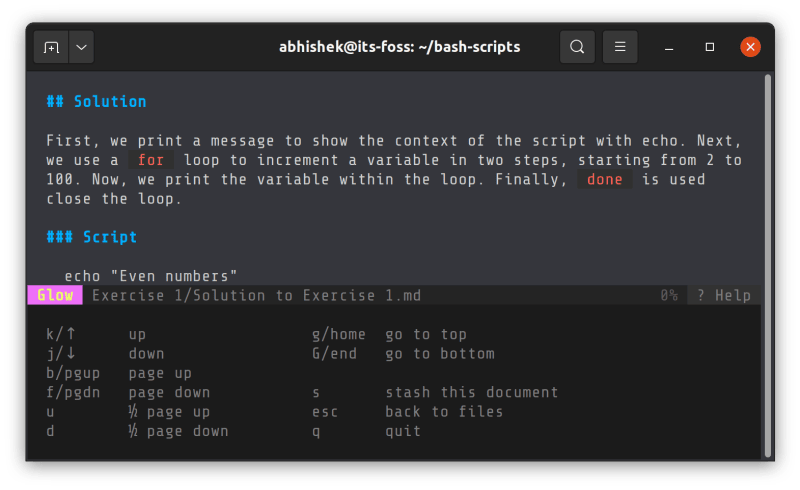 abhishek@its-foss: ~/bash-scripts
## Solution
First, we print a message to show the context of the script with echo. Next,
we use a for loop to increment a variable in two steps, starting from 2 to
100. Now, we print the variable within the loop. Finally, done is used
close the loop.
### Script
echo "Even numbers"
Glow Exercise 1/Solution to Exercise 1.md 0% ? Help
k/↑ up g/home go to top
j/↓ down G/end go to bottom
b/pgup page up
f/pgdn page down s stash this document
u ½ page up esc back to files
d ½ page down q quit